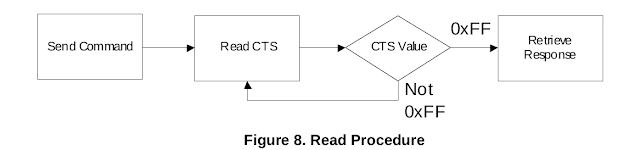 Send Command
Read CTS
CTS Value
0xFF
Retrieve
Response
Not
0xFF
Figure 8. Read Procedure